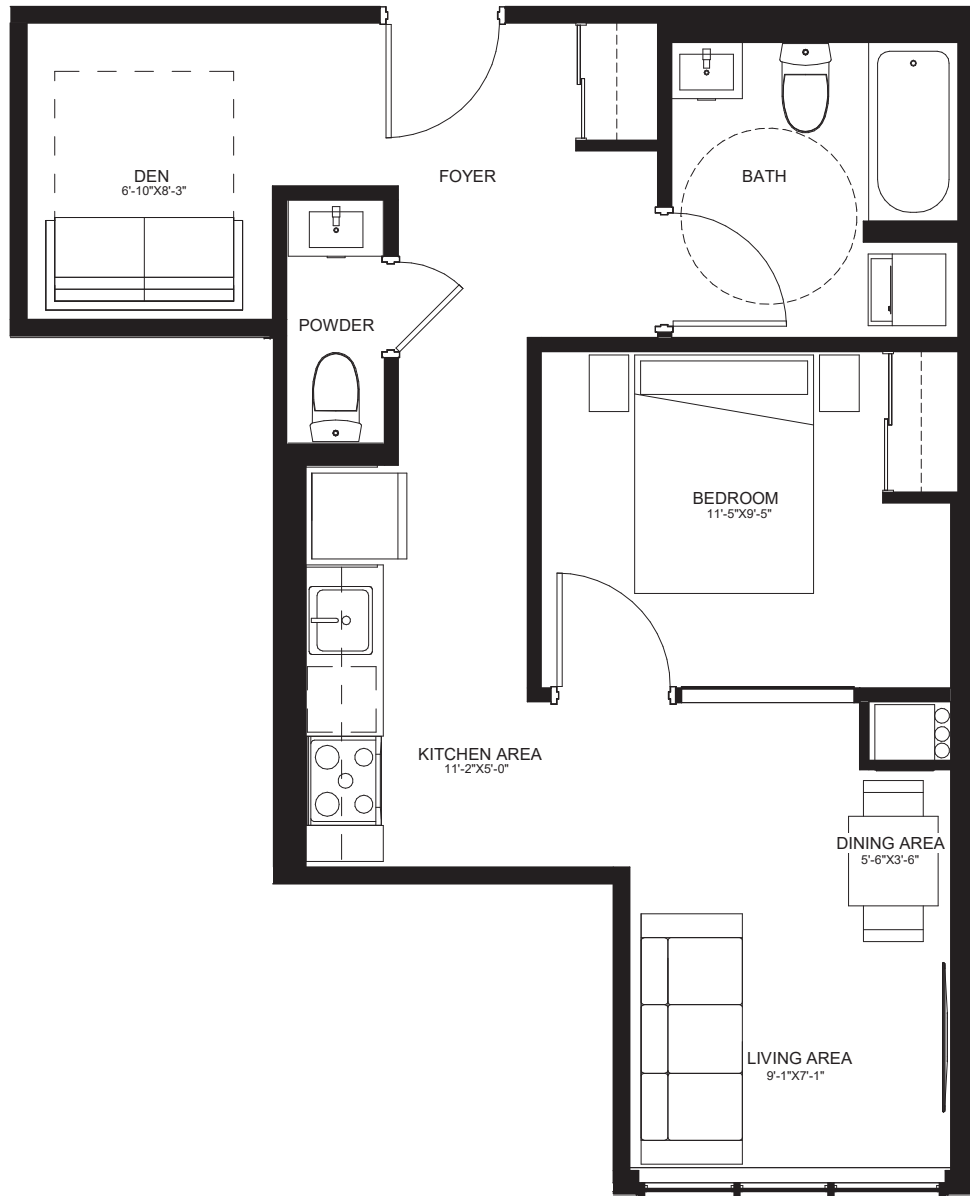 DEN
6'-10"X8'-3"
FOYER
BATH
POWDER
BEDROOM
11'-5"X9'-5"
KITCHEN AREA
11'-2"X5'-0"
DINING AREA
5'-6"X3'-6"
LIVING AREA
9'-1"X7'-1"